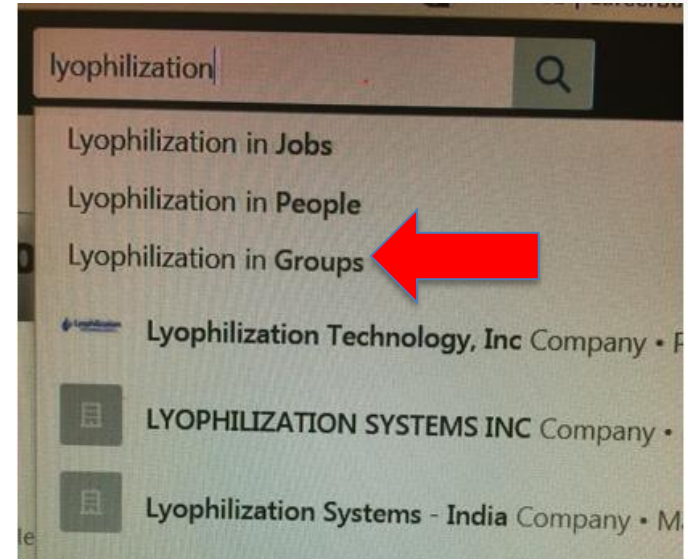 lyophilization
Lyophilization in Jobs
Lyophilization in People
Lyophilization in Groups
Lyophilization Technology, Inc Company •
LYOPHILIZATION SYSTEMS INC Company •
Lyophilization Systems - India Company •